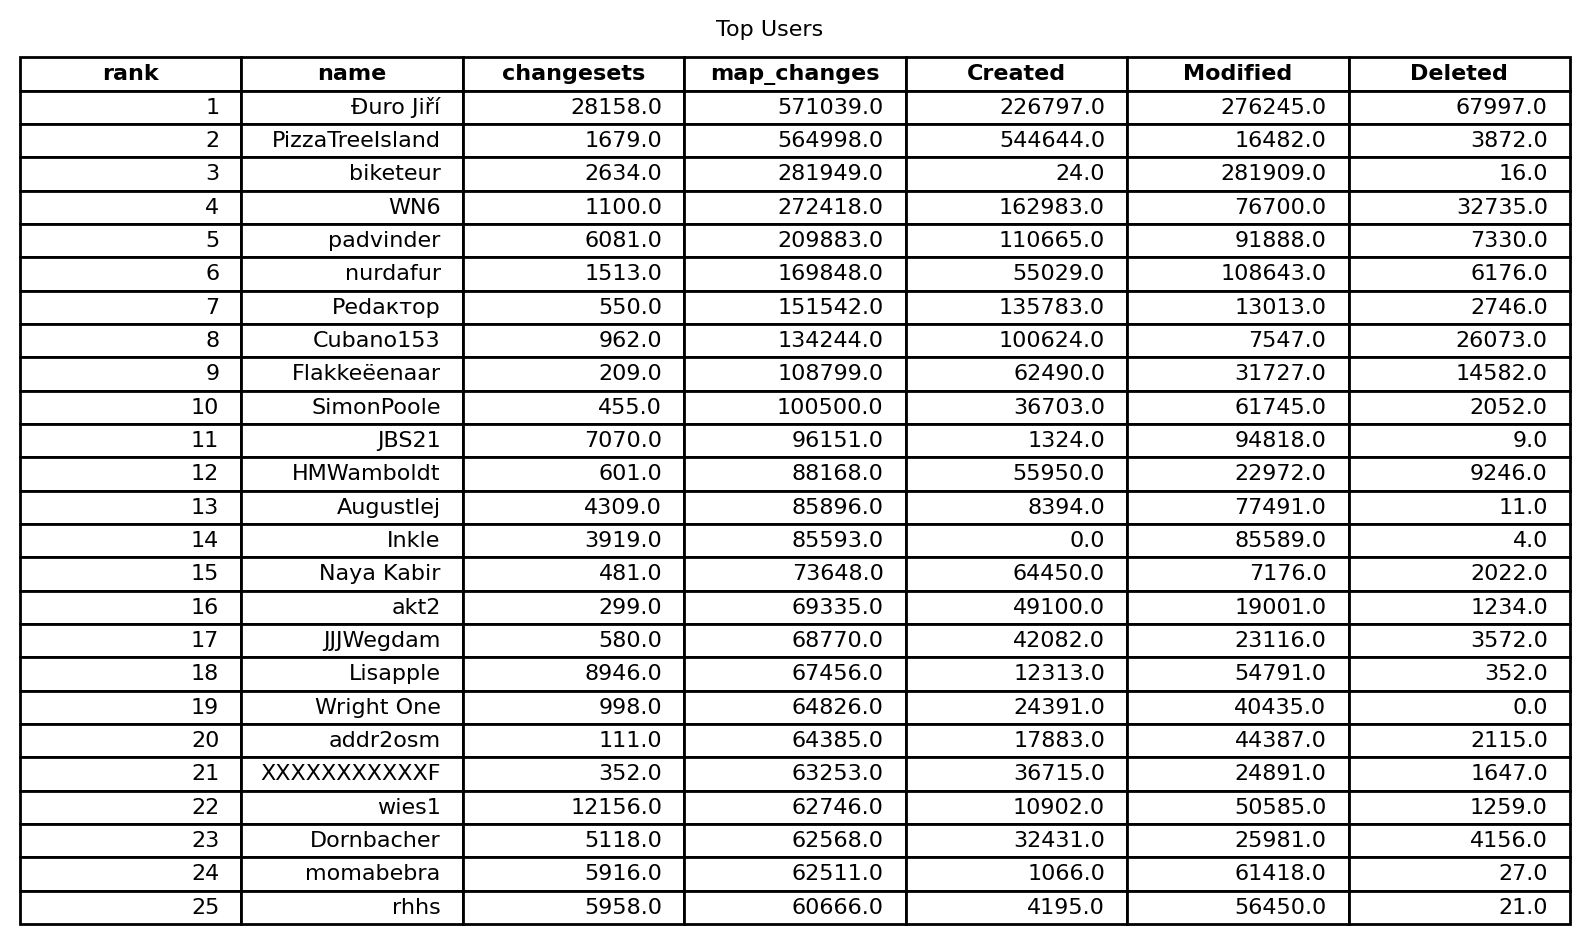 Top Users
rank name changesets map_changes Created Modified Deleted
1 Đuro Jiří 28158.0 571039.0 226797.0 276245.0 67997.0
2 PizzaTreeIsland 1679.0 564998.0 544644.0 16482.0 3872.0
3 biketeur 2634.0 281949.0 24.0 281909.0 16.0
4 WN6 1100.0 272418.0 162983.0 76700.0 32735.0
5 padvinder 6081.0 209883.0 110665.0 91888.0 7330.0
6 nurdafur 1513.0 169848.0 55029.0 108643.0 6176.0
7 Pedaктор 550.0 151542.0 135783.0 13013.0 2746.0
8 Cubano153 962.0 134244.0 100624.0 7547.0 26073.0
9 Flakkeëenaar 209.0 108799.0 62490.0 31727.0 14582.0
10 SimonPoole 455.0 100500.0 36703.0 61745.0 2052.0
11 JBS21 7070.0 96151.0 1324.0 94818.0 9.0
12 HMWamboldt 601.0 88168.0 55950.0 22972.0 9246.0
13 Augustlej 4309.0 85896.0 8394.0 77491.0 11.0
14 Inkle 3919.0 85593.0 0.0 85589.0 4.0
15 Naya Kabir 481.0 73648.0 64450.0 7176.0 2022.0
16 akt2 299.0 69335.0 49100.0 19001.0 1234.0
17 JJJWegdam 580.0 68770.0 42082.0 23116.0 3572.0
18 Lisapple 8946.0 67456.0 12313.0 54791.0 352.0
19 Wright One 998.0 64826.0 24391.0 40435.0 0.0
20 addr2osm 111.0 64385.0 17883.0 44387.0 2115.0
21 XXXXXXXXXXXF 352.0 63253.0 36715.0 24891.0 1647.0
22 wies1 12156.0 62746.0 10902.0 50585.0 1259.0
23 Dornbacher 5118.0 62568.0 32431.0 25981.0 4156.0
24 momabebra 5916.0 62511.0 1066.0 61418.0 27.0
25 rhhs 5958.0 60666.0 4195.0 56450.0 21.0